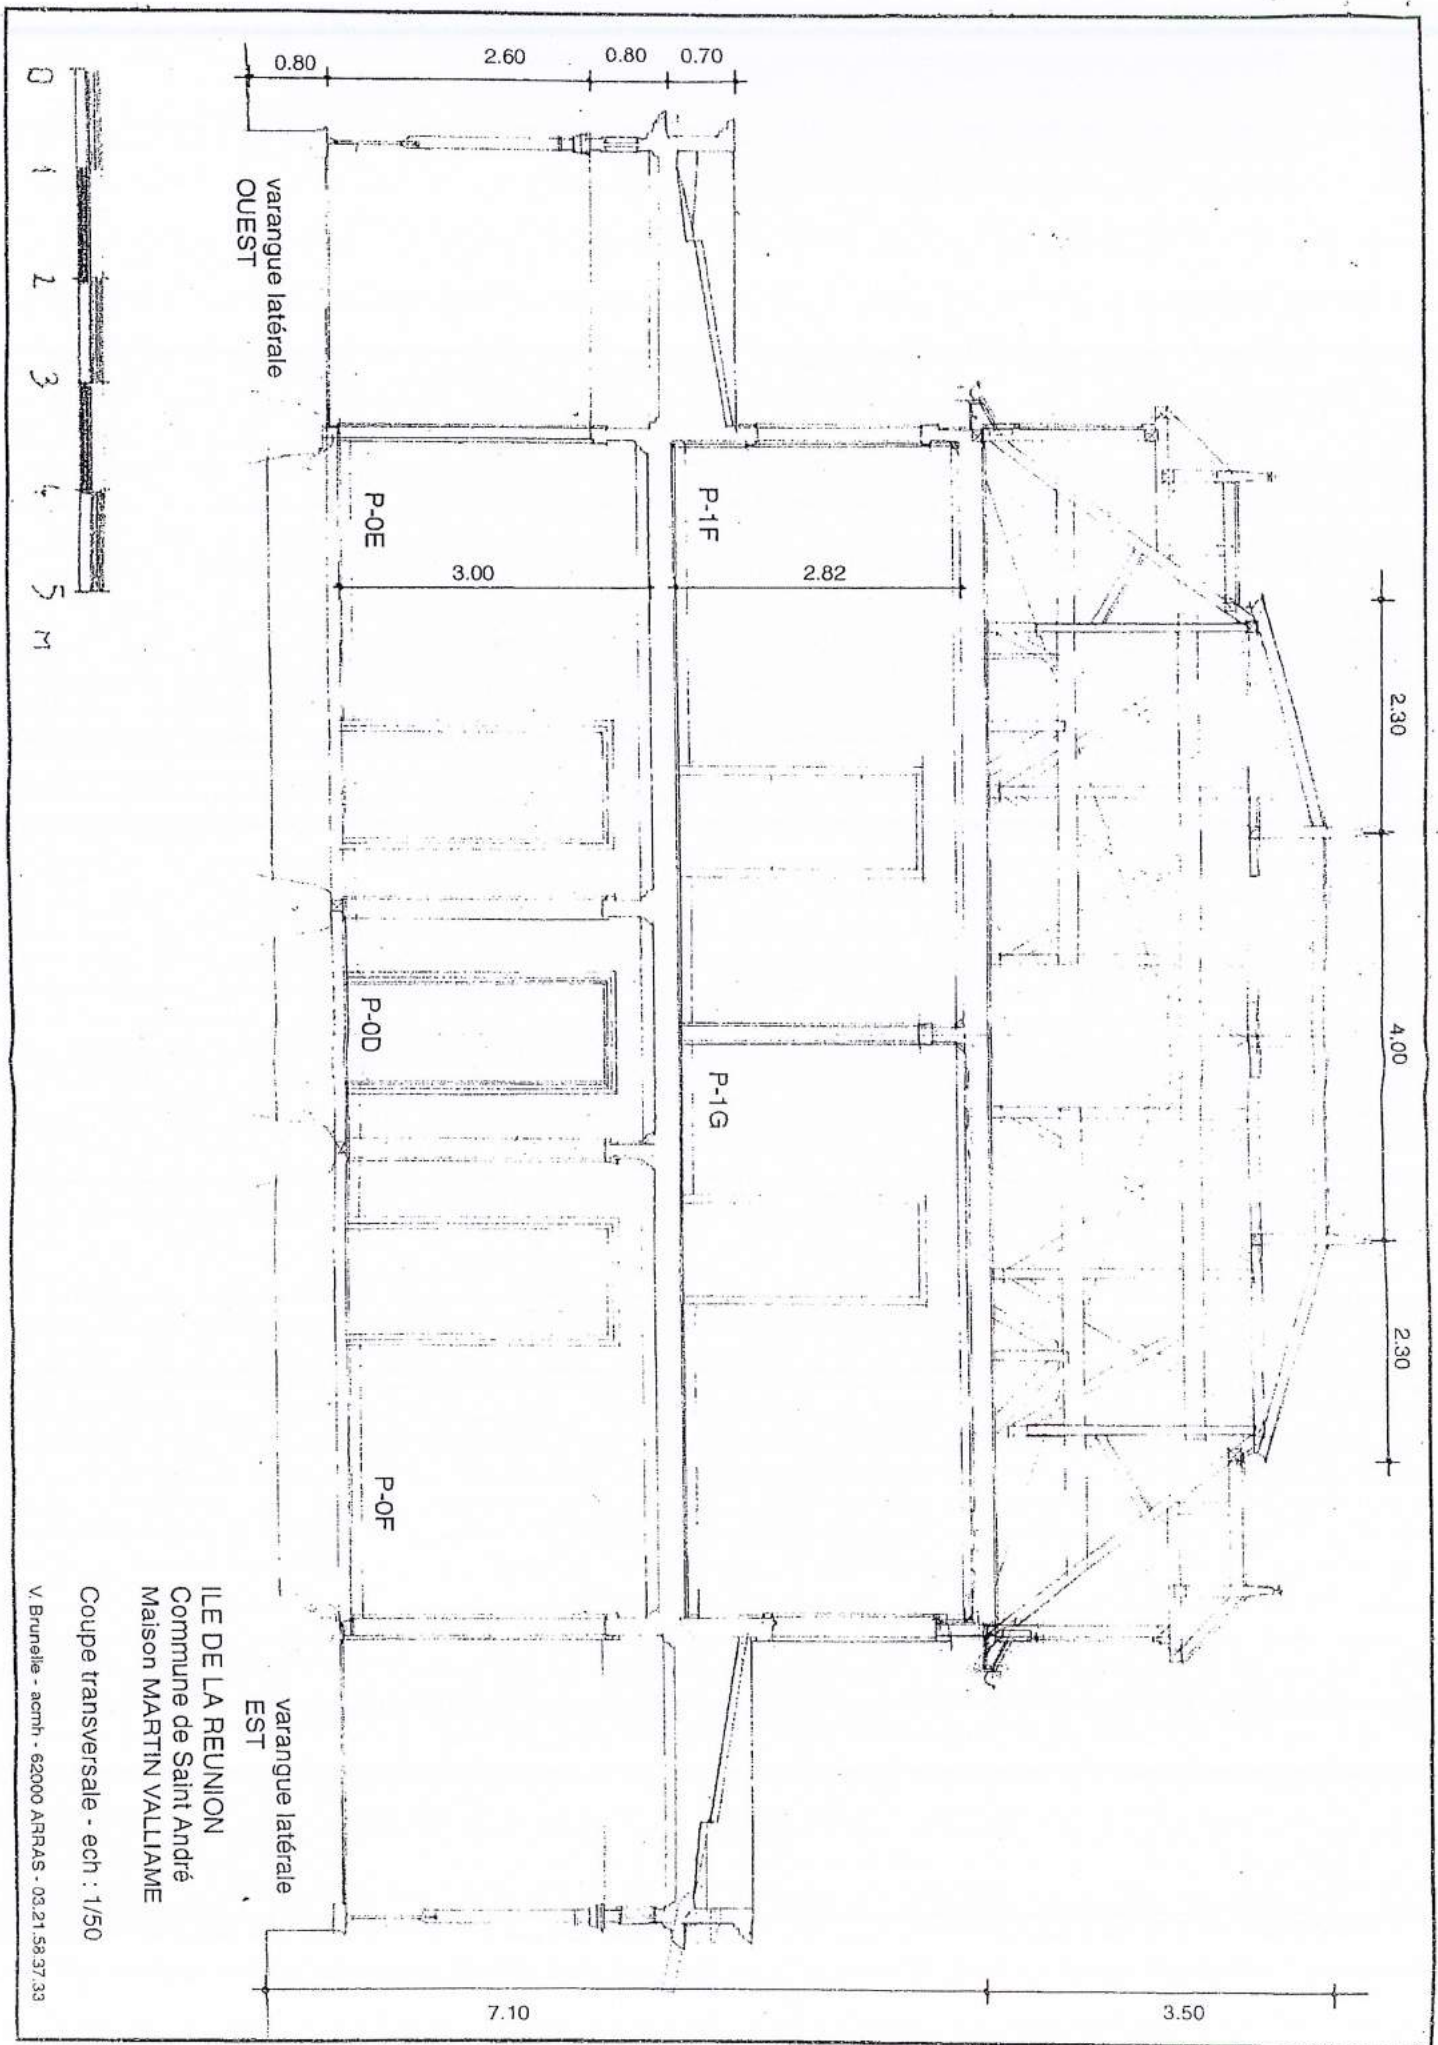 0.80
2.60
0.80
0.70
varangue latérale
OUEST
P-0E
3.00
P-1F
2.82
2.30
4,00
2.30
P-0D
P-1G
P-0F
varangue latérale
EST
7.10
3.50
0 1 2 3 4 5 M
ILE DE LA REUNION
Commune de Saint André
Maison MARTIN VALLIAME
Coupe transversale - ech : 1/50
V. Brunelle - acmh - 62000 ARRAS - 03.21.58.37.33